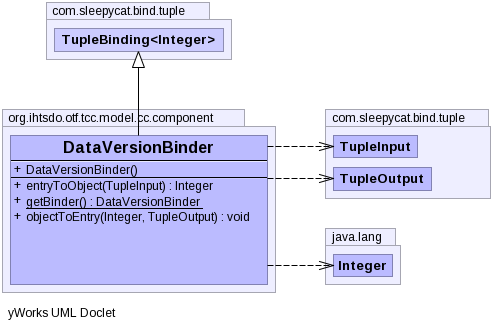 com.sleepycat.bind.tuple
TupleBinding<Integer>
org.ihtsdo.otf.tcc.model.cc.component
DataVersionBinder
+ DataVersionBinder()
+ entryToObject(TupleInput) : Integer
+ getBinder() : DataVersionBinder
+ objectToEntry(Integer, TupleOutput) : void
com.sleepycat.bind.tuple
TupleInput
TupleOutput
java.lang
Integer
yWorks UML Doclet